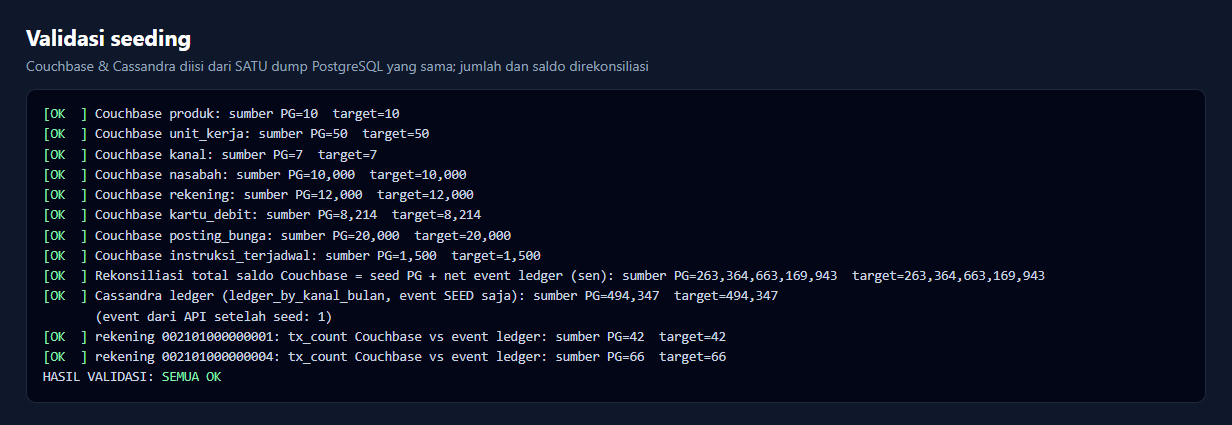 Validasi seeding
Couchbase & Cassandra diisi dari SATU dump PostgreSQL yang sama; jumlah dan saldo direkonsiliasi
[OK  ] Couchbase produk: sumber PG=10  target=10
[OK  ] Couchbase unit_kerja: sumber PG=50  target=50
[OK  ] Couchbase kanal: sumber PG=7  target=7
[OK  ] Couchbase nasabah: sumber PG=10,000  target=10,000
[OK  ] Couchbase rekening: sumber PG=12,000  target=12,000
[OK  ] Couchbase kartu_debit: sumber PG=8,214  target=8,214
[OK  ] Couchbase posting_bunga: sumber PG=20,000  target=20,000
[OK  ] Couchbase instruksi_terjadwal: sumber PG=1,500  target=1,500
[OK  ] Rekonsiliasi total saldo Couchbase = seed PG + net event ledger (sen): sumber PG=263,364,663,169,943  target=263,364,663,169,943
[OK  ] Cassandra ledger (ledger_by_kanal_bulan, event SEED saja): sumber PG=494,347  target=494,347
(event dari API setelah seed: 1)
[OK  ] rekening 002101000000001: tx_count Couchbase vs event ledger: sumber PG=42  target=42
[OK  ] rekening 002101000000004: tx_count Couchbase vs event ledger: sumber PG=66  target=66
HASIL VALIDASI: SEMUA OK